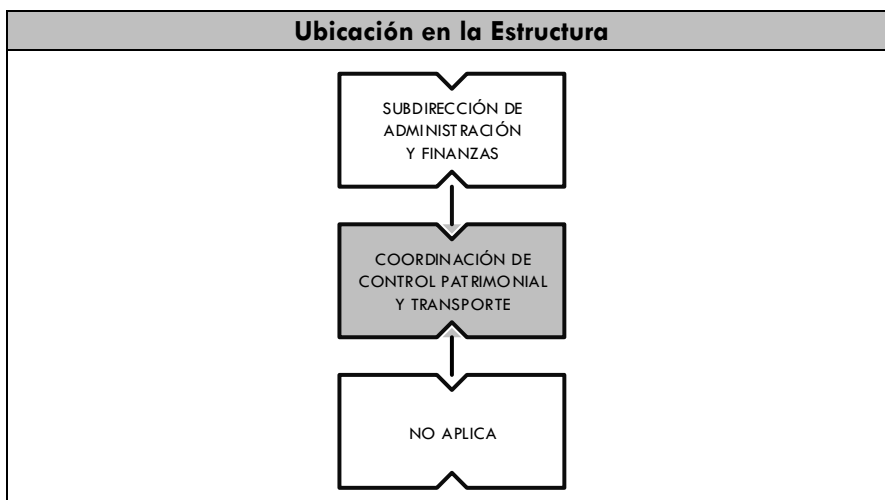 Ubicación en la Estructura
SUBDIRECCIÓN DE
ADMINISTRACIÓN
Y FINANZAS
COORDINACIÓN DE
CONTROL PATRIMONIAL
Y TRANSPORTE
NO APLICA